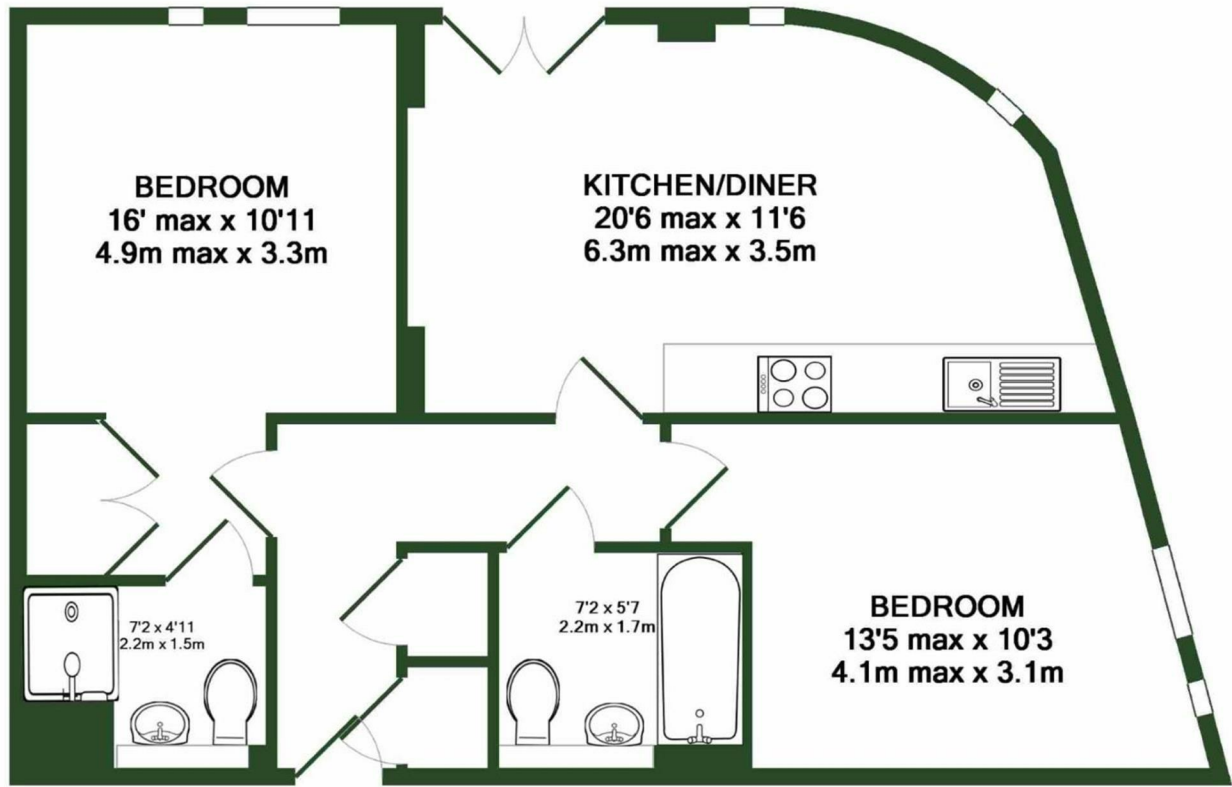 BEDROOM
16' max x 10'11
4.9m max x 3.3m
KITCHEN/DINER
20'6 max x 11'6
6.3m max x 3.5m
7'2 x 4'11
2.2m x 1.5m
7'2 x 5'7
2.2m x 1.7m
BEDROOM
13'5 max x 10'3
4.1m max x 3.1m